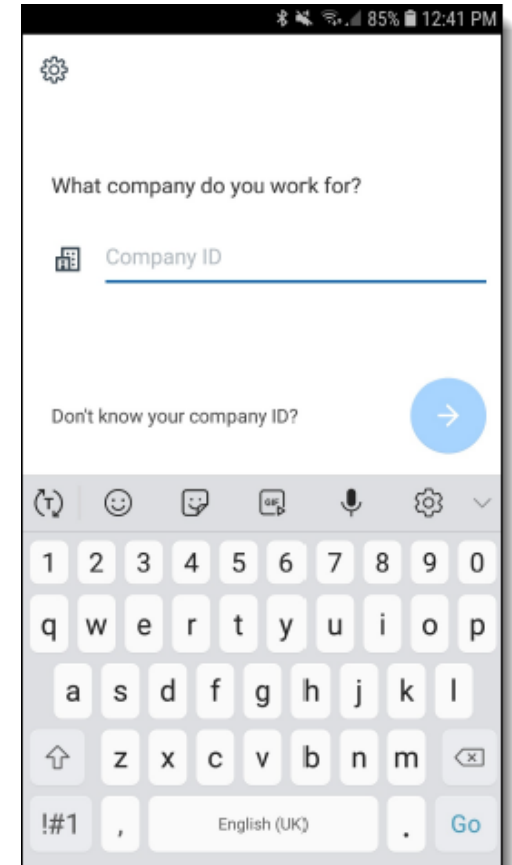 85% 12:41 PM
What company do you work for?
Company ID
Don't know your company ID?
T GIF
1 2 3 4 5 6 7 8 9 0
q w e r t y u i o p
a s d f g h j k l
z x c v b n m
!#1 , English (UK) . Go